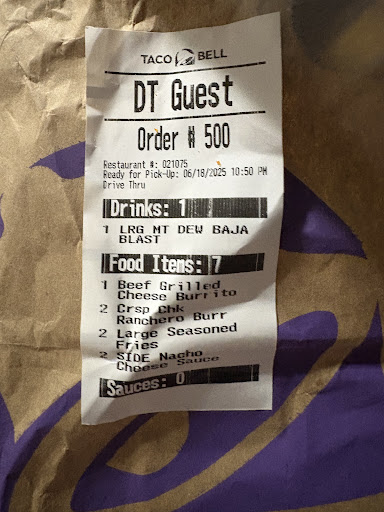 TACO BELL
DT Guest
Order # 500
Restaurant #: 021075
Ready for Pick-Up: 06/18/2025 10:50 PM
Drive Thru
Drinks: 1
1 LRG MT DEW BAJA
BLAST
Food Items: 7
1 Beef Grilled
Cheese Burrito
2 Crsp Chk
Ranchero Burr
2 Large Seasoned
Fries
2 SIDE Nacho
Cheese Sauce
Sauces: 0